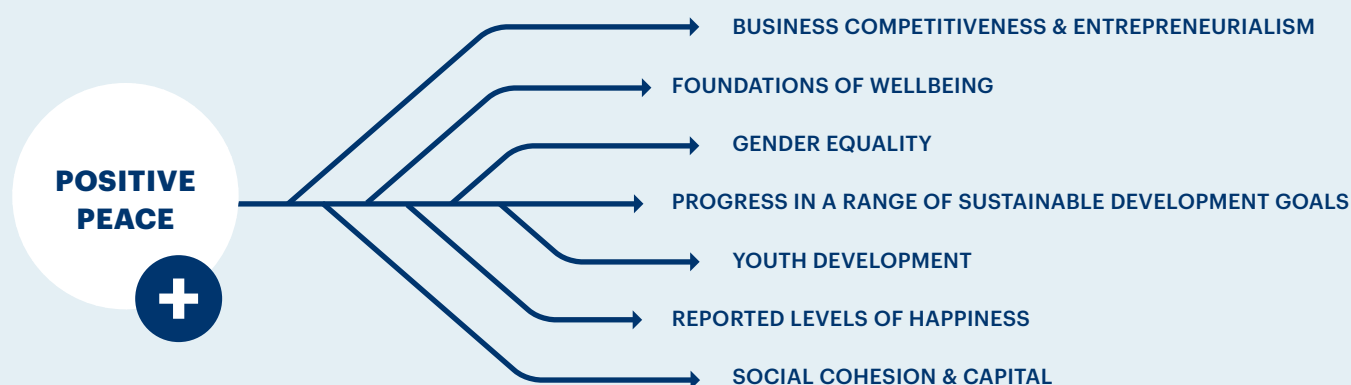 POSITIVE
PEACE
BUSINESS COMPETITIVENESS & ENTREPRENEURIALISM
FOUNDATIONS OF WELLBEING
GENDER EQUALITY
PROGRESS IN A RANGE OF SUSTAINABLE DEVELOPMENT GOALS
YOUTH DEVELOPMENT
REPORTED LEVELS OF HAPPINESS
SOCIAL COHESION & CAPITAL